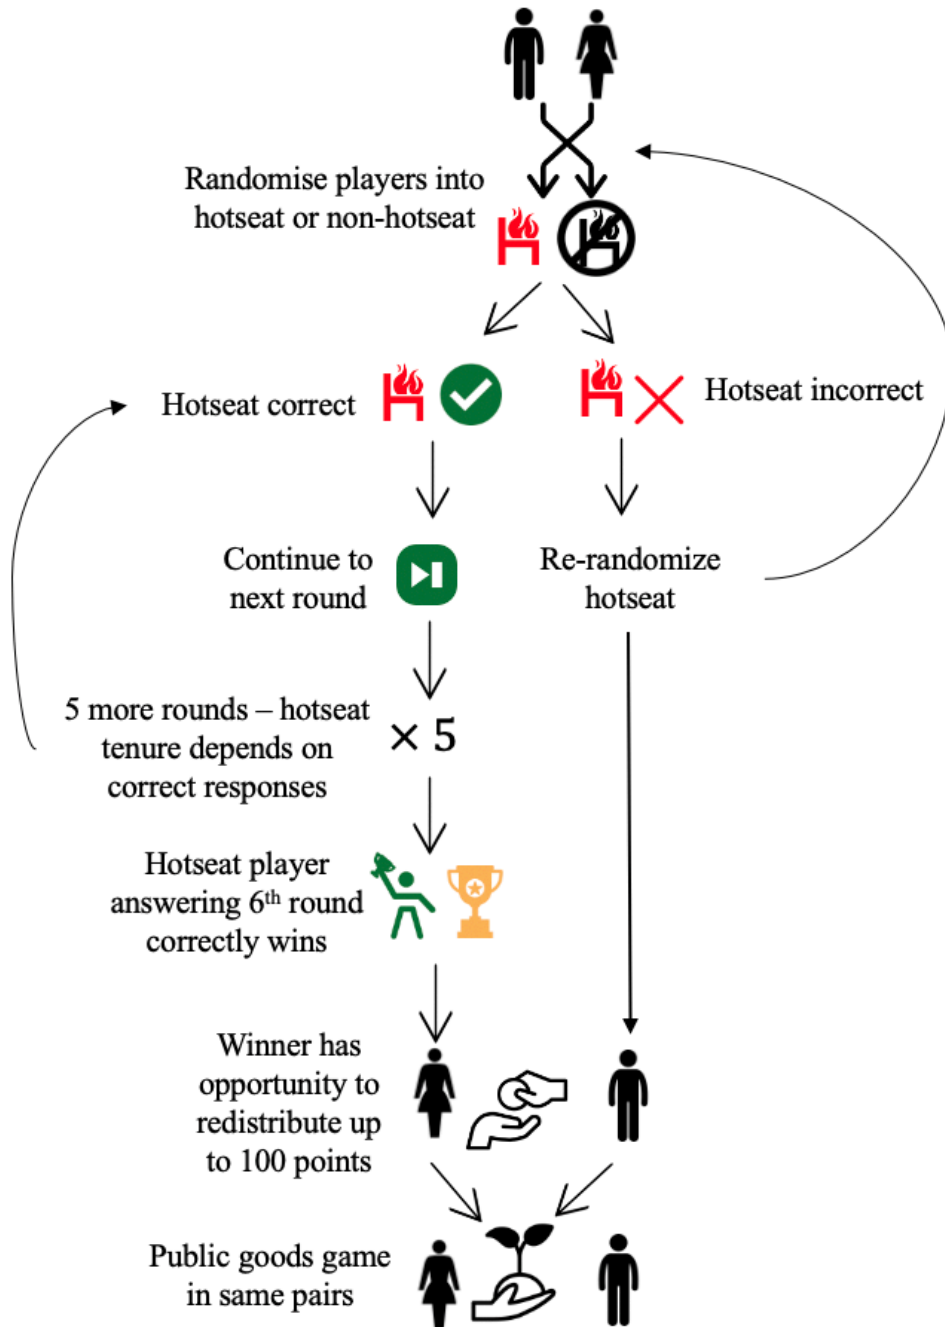 Randomise players into
hotseat or non-hotseat
Hotseat correct
Hotseat incorrect
Continue to
next round
Re-randomize
hotseat
5 more rounds – hotseat
tenure depends on
correct responses
× 5
Hotseat player
answering 6th round
correctly wins
Winner has
opportunity to
redistribute up
to 100 points
Public goods game
in same pairs